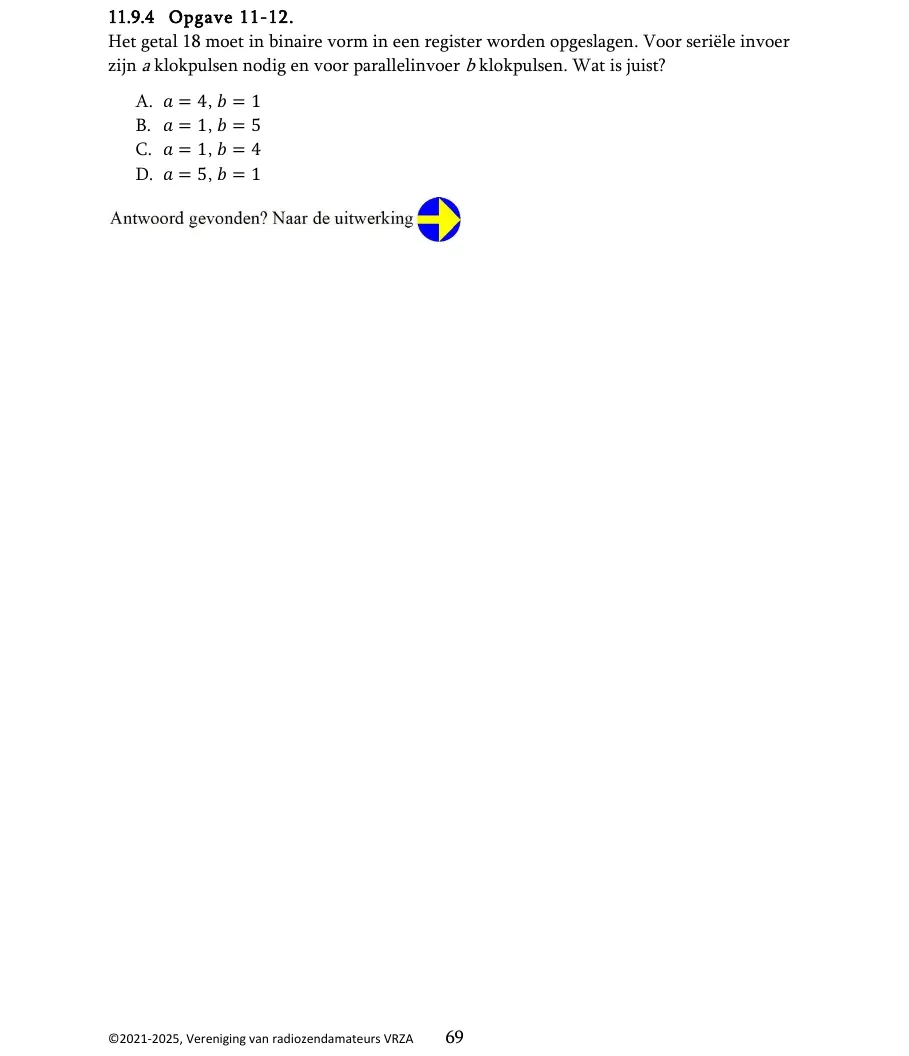 11.9.4 Opgave 11-12.
Het getal 18 moet in binaire vorm in een register worden opgeslagen. Voor seriële invoer
zijn a klokpulsen nodig en voor parallelinvoer b klokpulsen. Wat is juist?
A. a = 4, b = 1
B. a = 1, b = 5
C. a = 1, b = 4
D. a = 5, b = 1
Antwoord gevonden? Naar de uitwerking
©2021-2025, Vereniging van radiozendamateurs VRZA 69